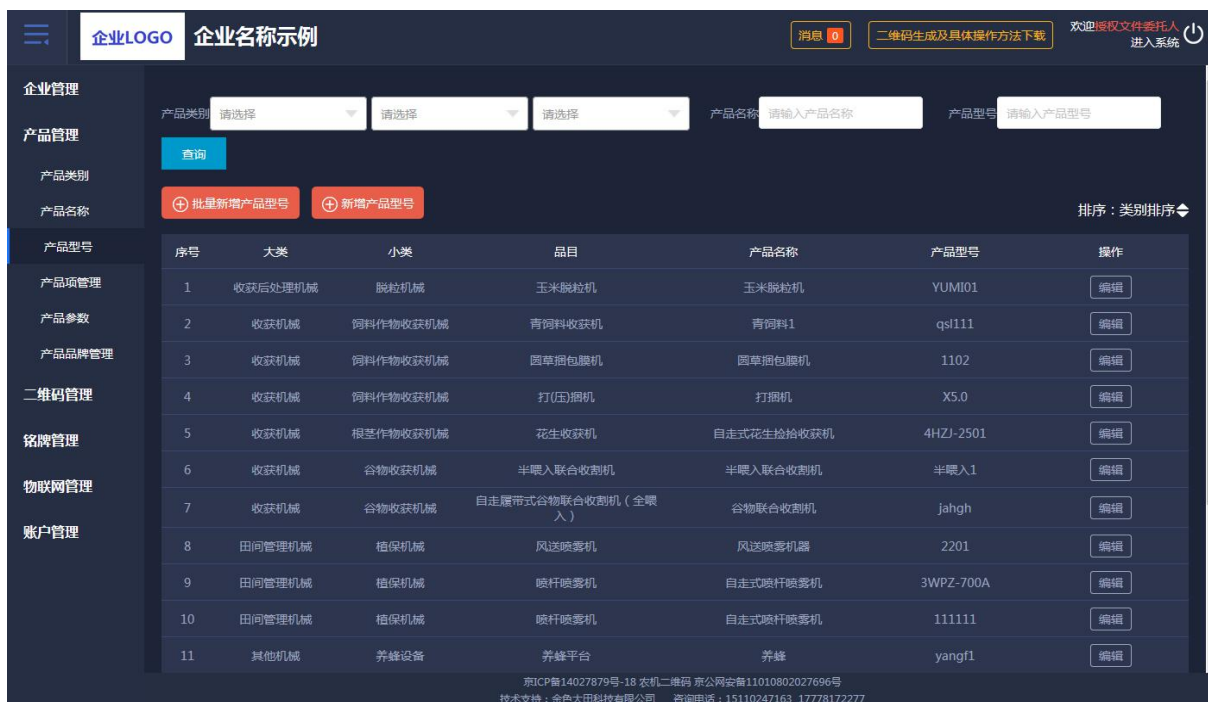 企业LOGO 企业名称示例 消息 0 二维码生成及具体操作方法下载 欢迎授权文件委托人
进入系统
企业管理
产品管理
产品类别
产品名称
产品型号
产品项管理
产品参数
产品品牌管理
二维码管理
铭牌管理
物联网管理
账户管理
产品类别 请选择 请选择 请选择 产品名称 请输入产品名称 产品型号 请输入产品型号
查询
批量新增产品型号 新增产品型号
排序：类别排序
序号 大类 小类 品目 产品名称 产品型号 操作
1 收获后处理机械 脱粒机械 玉米脱粒机 玉米脱粒机 YUMI01 编辑
2 收获机械 饲料作物收获机械 青饲料收获机 青饲料1 qsl111 编辑
3 收获机械 饲料作物收获机械 圆草捆包膜机 圆草捆包膜机 1102 编辑
4 收获机械 饲料作物收获机械 打(压)捆机 打捆机 X5.0 编辑
5 收获机械 根茎作物收获机械 花生收获机 自走式花生捡拾收获机 4HZJ-2501 编辑
6 收获机械 谷物收获机械 半喂入联合收割机 半喂入联合收割机 半喂入1 编辑
7 收获机械 谷物收获机械 自走履带式谷物联合收割机（全喂
入） 谷物联合收割机 jahgh 编辑
8 田间管理机械 植保机械 风送喷雾机 风送喷雾机器 2201 编辑
9 田间管理机械 植保机械 喷杆喷雾机 自走式喷杆喷雾机 3WPZ-700A 编辑
10 田间管理机械 植保机械 喷杆喷雾机 自走式喷杆喷雾机 111111 编辑
11 其他机械 养蜂设备 养蜂平台 养蜂 yangf1 编辑
京ICP备14027879号-18 农机二维码 京公网安备11010802027696号
技术支持：金色大田科技有限公司 咨询电话：15110247163 17778172277